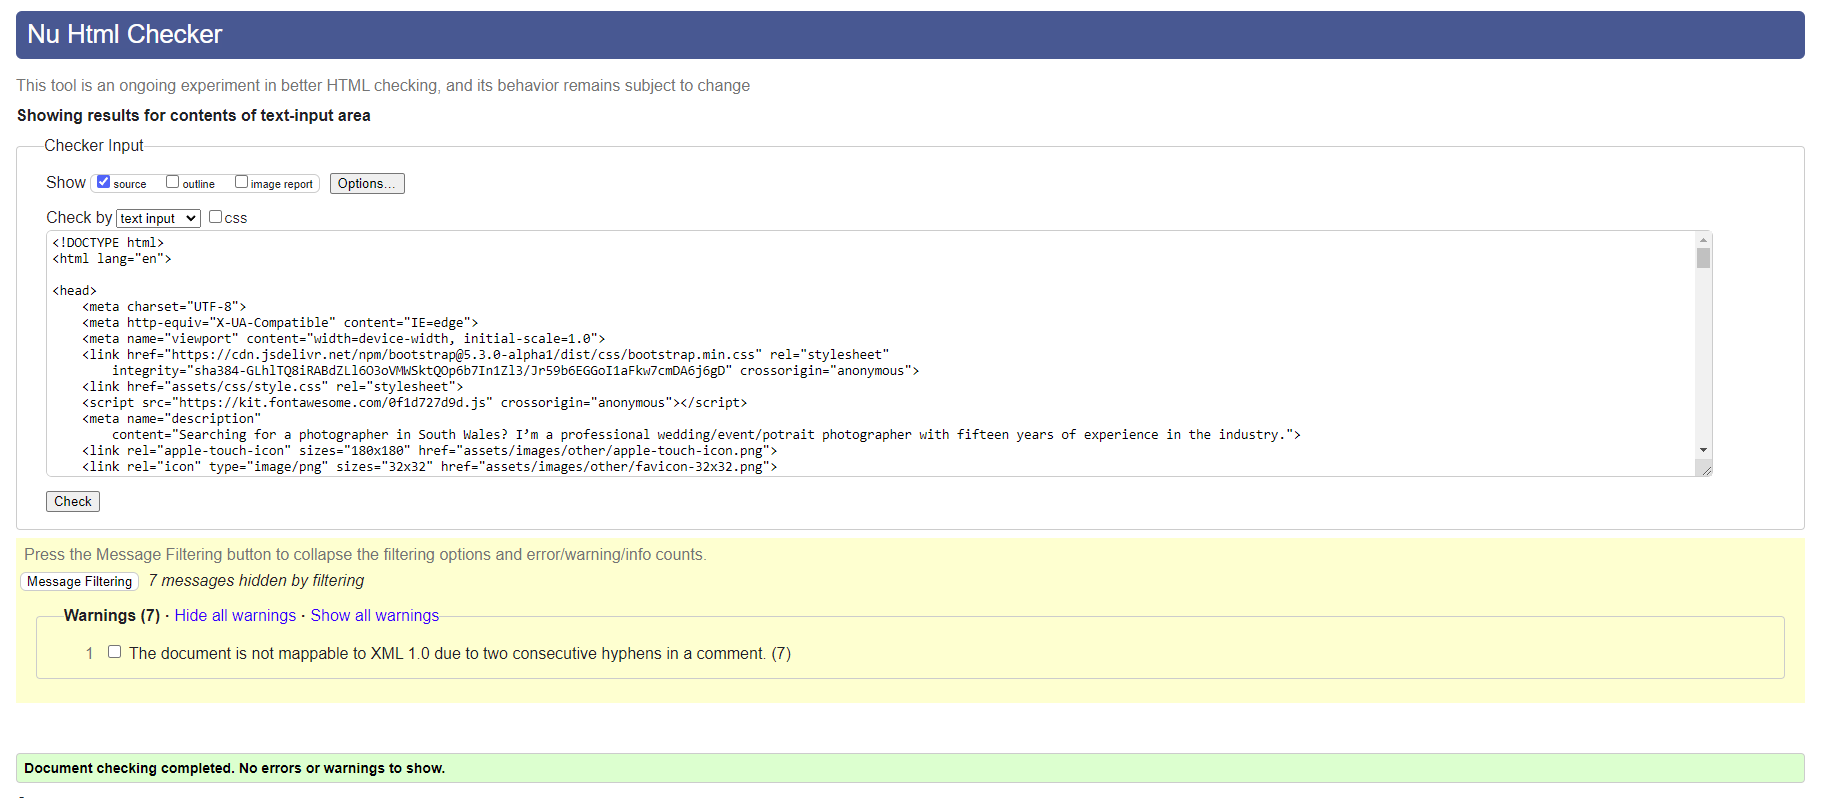 Nu Html Checker
This tool is an ongoing experiment in better HTML checking, and its behavior remains subject to change
Showing results for contents of text-input area
Checker Input
Show source outline image report Options...
Check by text input css
<!DOCTYPE html>
<html lang="en">
<head>
<meta charset="UTF-8">
<meta http-equiv="X-UA-Compatible" content="IE=edge">
<meta name="viewport" content="width=device-width, initial-scale=1.0">
<link href="https://cdn.jsdelivr.net/npm/bootstrap@5.3.0-alpha1/dist/css/bootstrap.min.css" rel="stylesheet"
integrity="sha384-GLhlTQ8iRABdZLl6O3oVMWSktQOp6b7In1Zl3/Jr59b6EGGoI1aFkw7cmDA6j6gD" crossorigin="anonymous">
<link href="assets/css/style.css" rel="stylesheet">
<script src="https://kit.fontawesome.com/0f1d727d9d.js" crossorigin="anonymous"></script>
<meta name="description"
content="Searching for a photographer in South Wales? I’m a professional wedding/event/potrait photographer with fifteen years of experience in the industry.">
<link rel="apple-touch-icon" sizes="180x180" href="assets/images/other/apple-touch-icon.png">
<link rel="icon" type="image/png" sizes="32x32" href="assets/images/other/favicon-32x32.png">
Check
Press the Message Filtering button to collapse the filtering options and error/warning/info counts.
Message Filtering 7 messages hidden by filtering
Warnings (7) · Hide all warnings · Show all warnings
1 The document is not mappable to XML 1.0 due to two consecutive hyphens in a comment. (7)
Document checking completed. No errors or warnings to show.